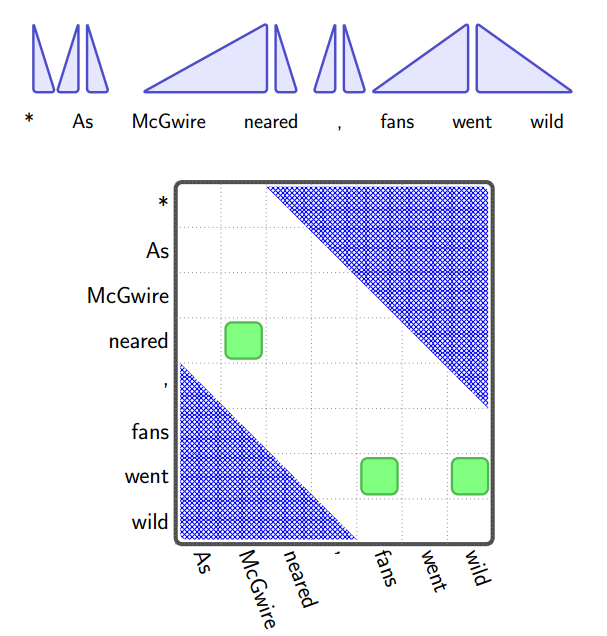 * As McGwire neared , fans went wild
*
As
McGwire
neared
,
fans
went
wild
As McGwire neared , fans went wild